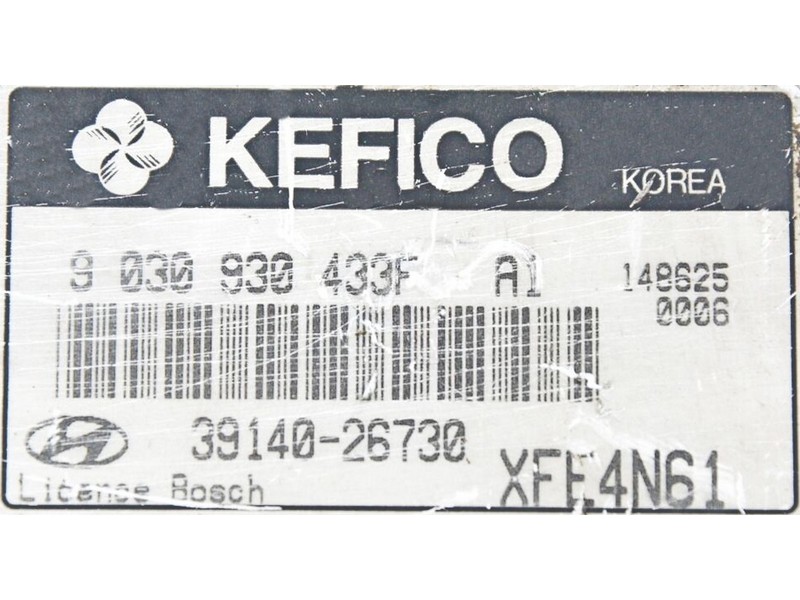 KEFICO KOREA
9 030 930 433F A1 148625
0006
39140-26730
XFE4N61
Licence Bosch